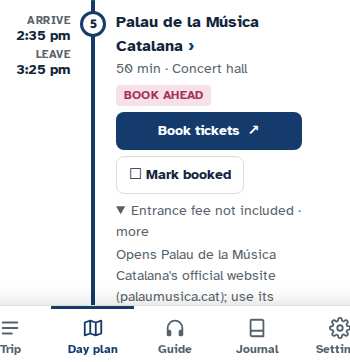 ARRIVE
2:35 pm
LEAVE
3:25 pm
5
Palau de la Música
Catalana ›
50 min · Concert hall
BOOK AHEAD
Book tickets ↗
☐ Mark booked
▼ Entrance fee not included ·
more
Opens Palau de la Música
Catalana's official website
(palaumusica.cat); use its
Trip
Day plan
Guide
Journal
Settin